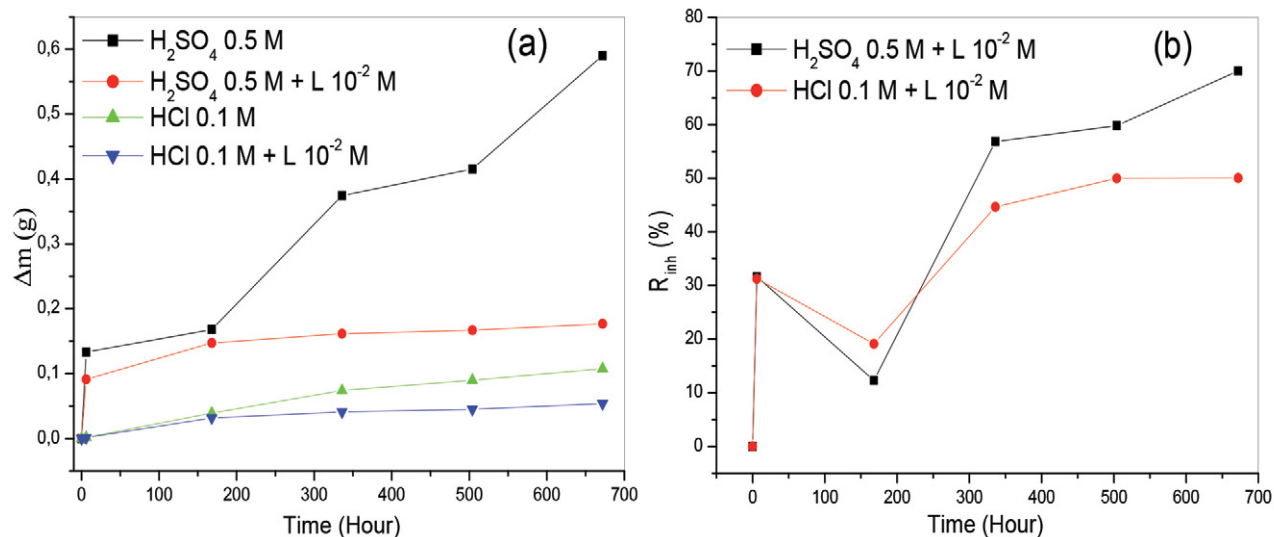 (a)
H₂SO₄ 0.5 M
H₂SO₄ 0.5 M + L 10⁻² M
HCl 0.1 M
HCl 0.1 M + L 10⁻² M
0,6
0,5
0,4
0,3
0,2
0,1
0,0
Δm (g)
0 100 200 300 400 500 600 700
Time (Hour)
(b)
H₂SO₄ 0.5 M + L 10⁻² M
HCl 0.1 M + L 10⁻² M
80
70
60
50
40
30
20
10
0
R_inh (%)
0 100 200 300 400 500 600 700
Time (Hour)